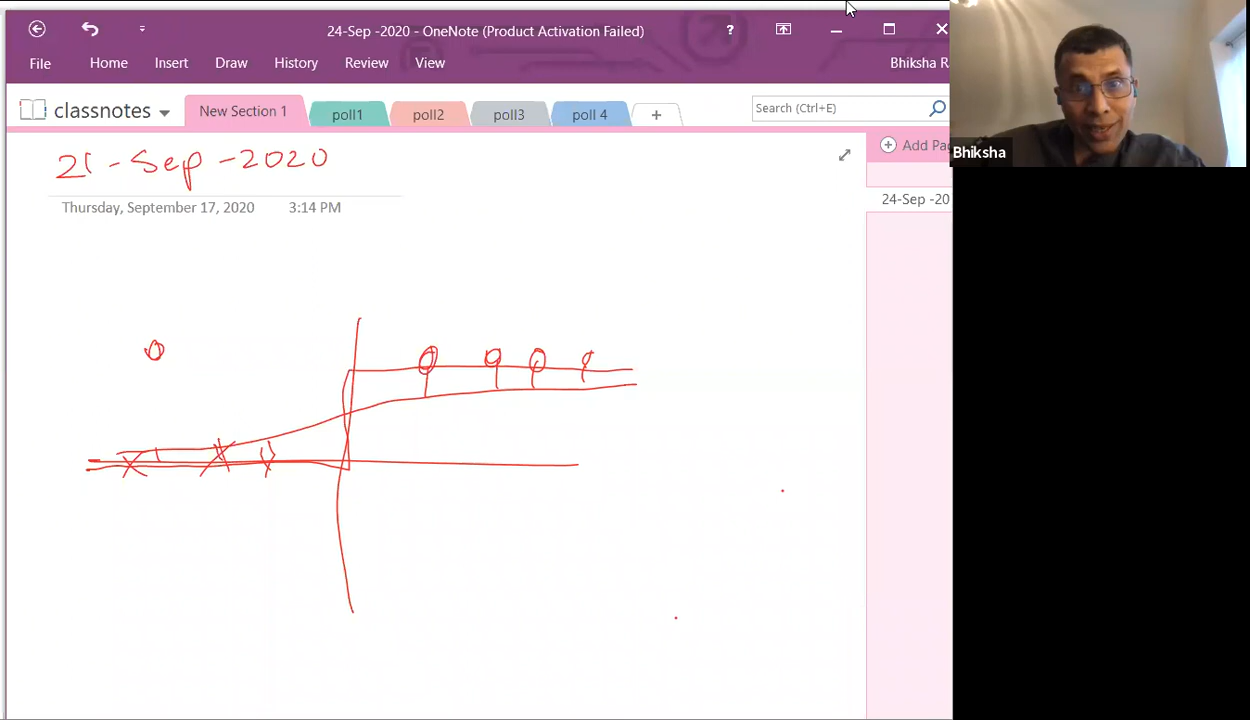 24-Sep -2020 - OneNote (Product Activation Failed)
?
File Home Insert Draw History Review View Bhiksha Ra
classnotes New Section 1 poll1 poll2 poll3 poll 4 + Search (Ctrl+E)
Bhiksha
21-Sep-2020
Add Pag
Thursday, September 17, 2020 3:14 PM
24-Sep -20